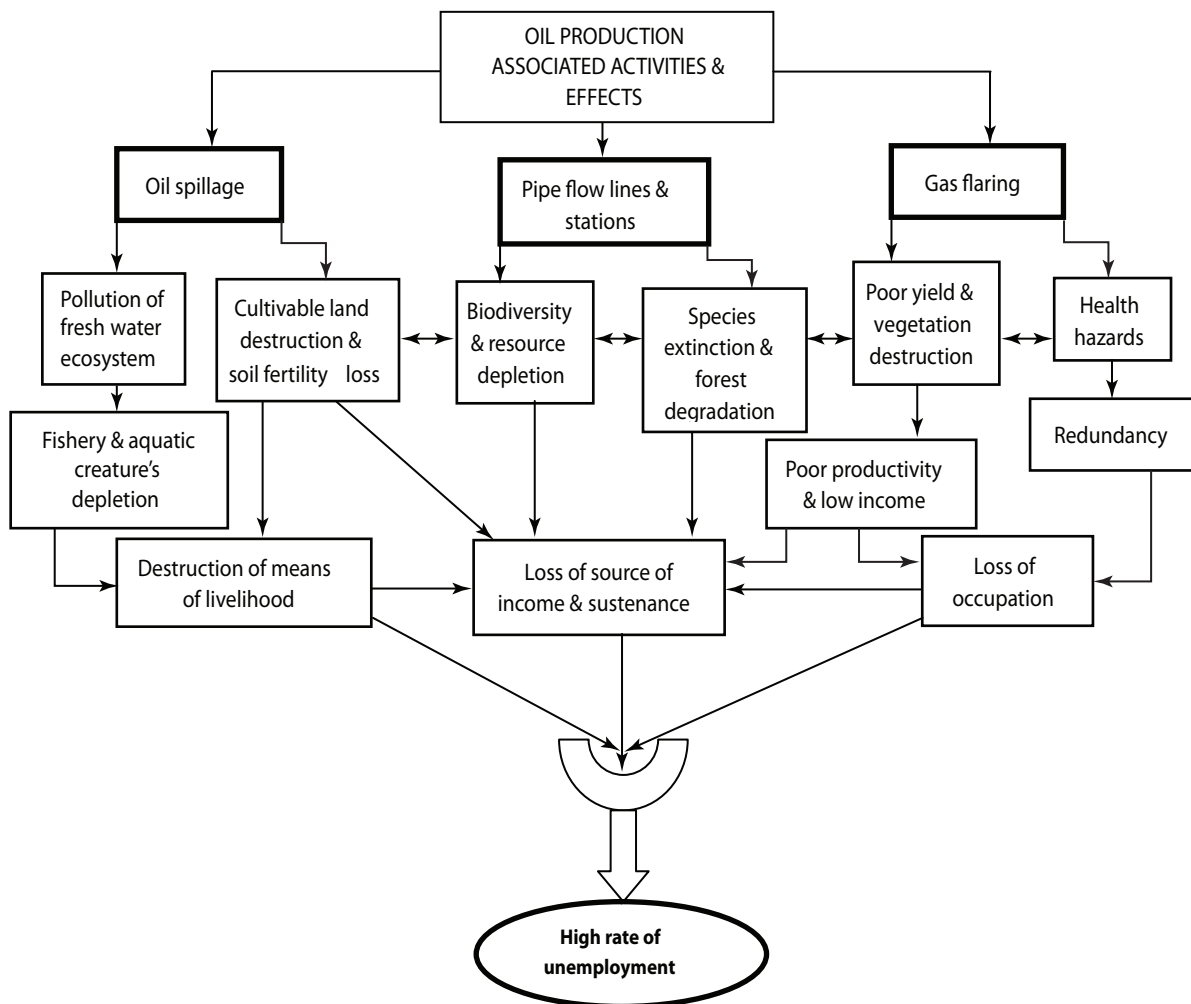 OIL PRODUCTION
ASSOCIATED ACTIVITIES &
EFFECTS
Oil spillage
Pipe flow lines &
stations
Gas flaring
Pollution of
fresh water
ecosystem
Cultivable land
destruction &
soil fertility loss
Biodiversity
& resource
depletion
Species
extinction &
forest
degradation
Poor yield &
vegetation
destruction
Health
hazards
Fishery & aquatic
creature's
depletion
Poor productivity
& low income
Redundancy
Destruction of means
of livelihood
Loss of source of
income & sustenance
Loss of
occupation
High rate of
unemployment